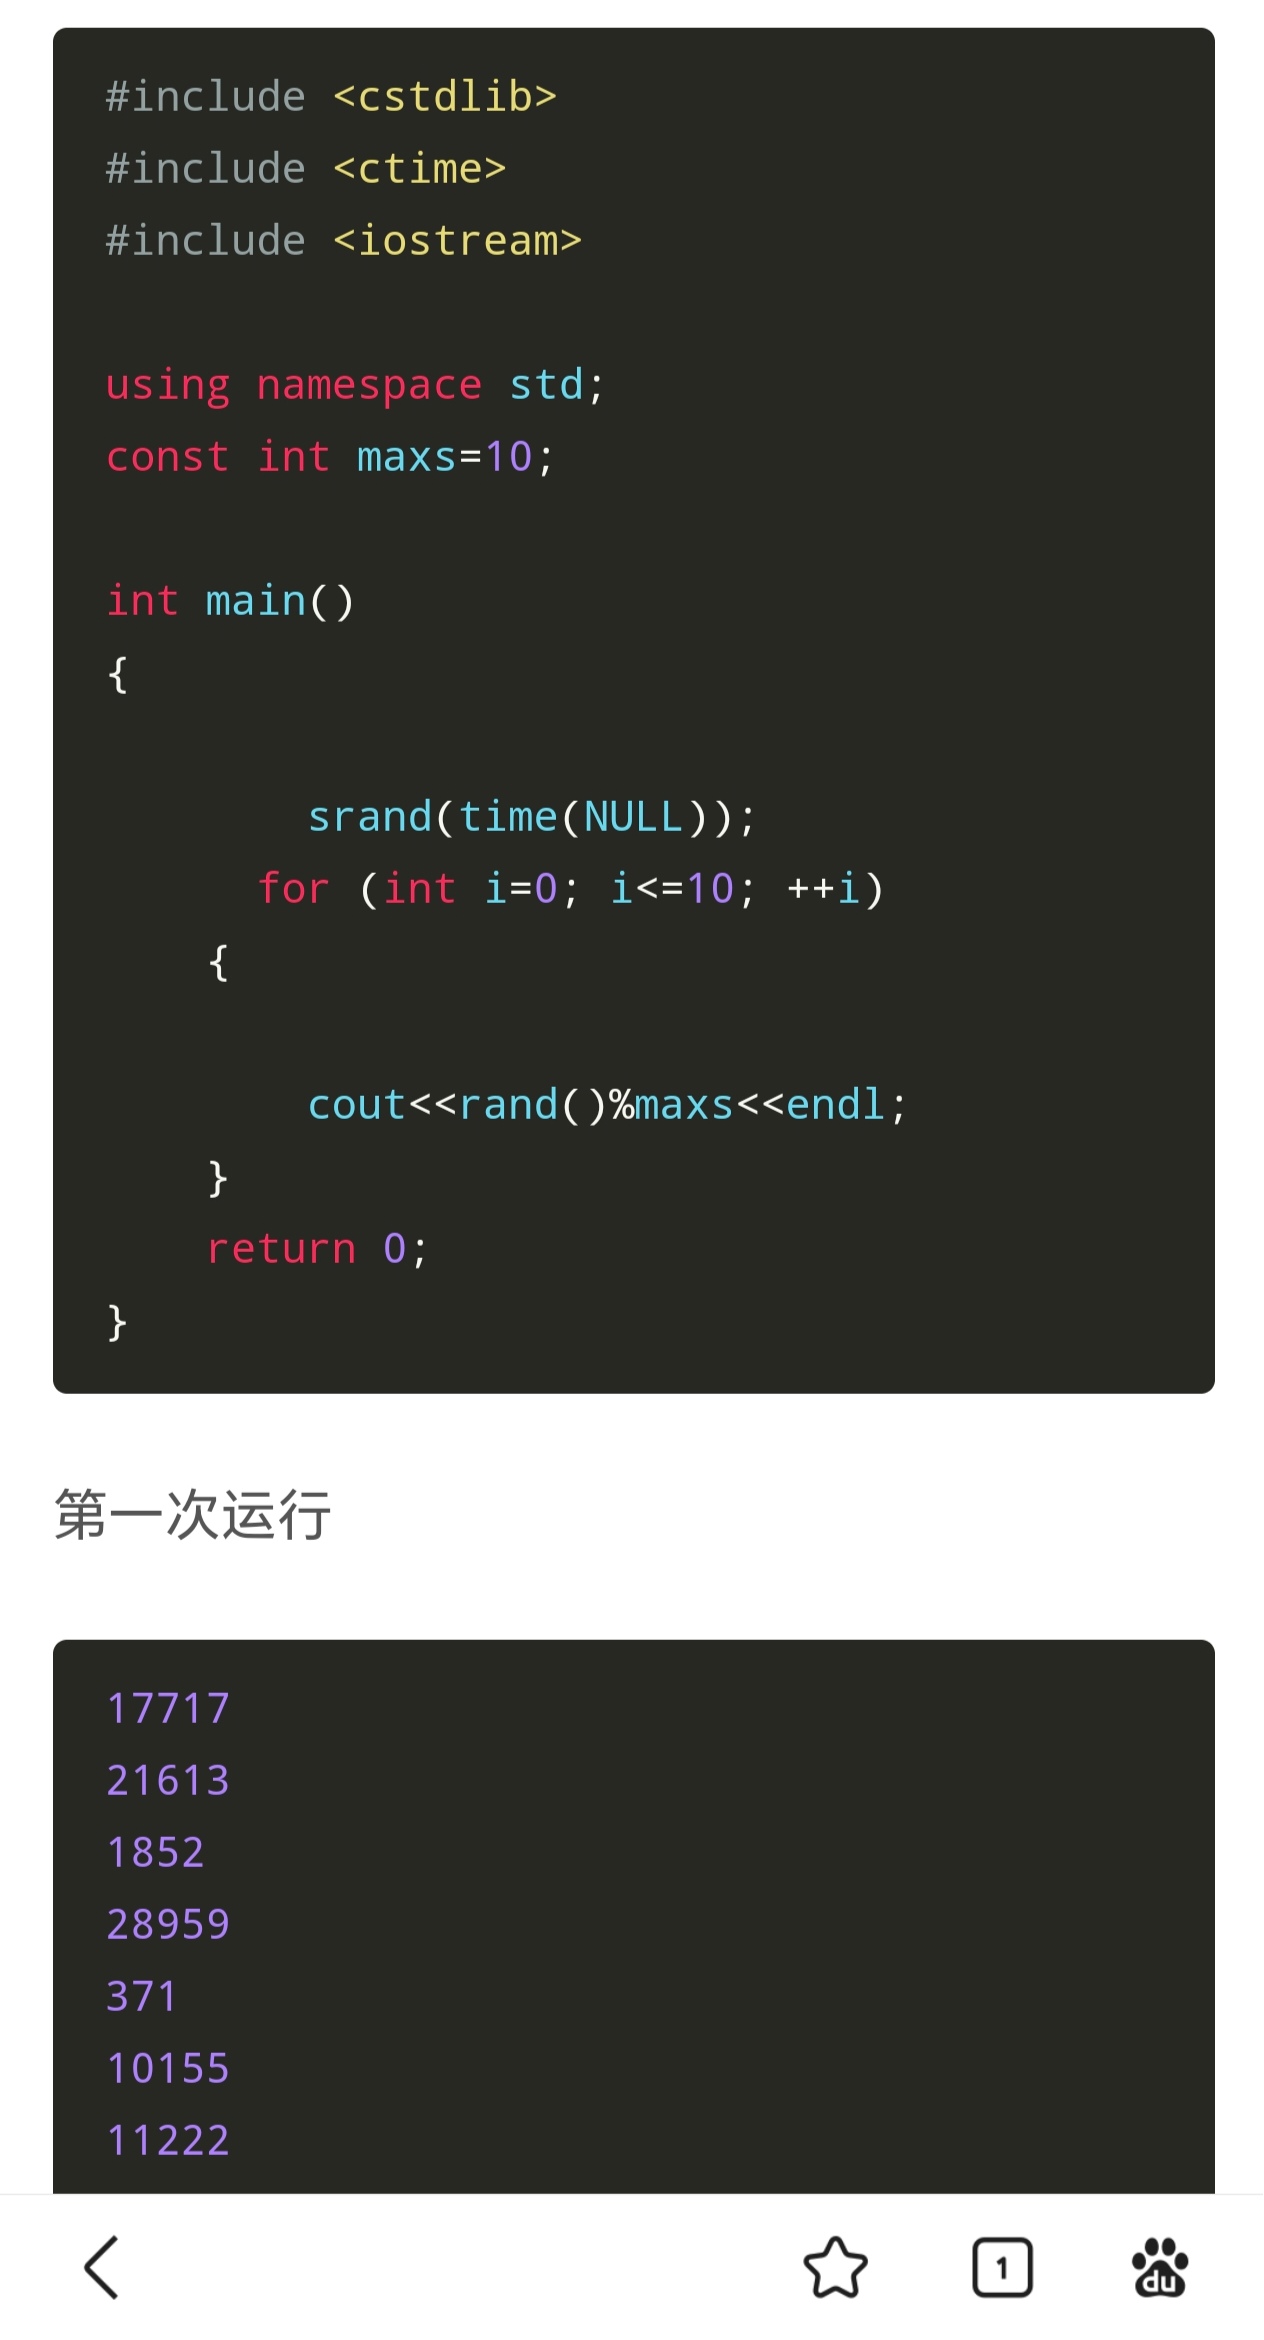 #include <cstdlib>
#include <ctime>
#include <iostream>
using namespace std;
const int maxs=10;
int main()
{
srand(time(NULL));
for (int i=0; i<=10; ++i)
{
cout<<rand()%maxs<<endl;
}
return 0;
}
第一次运行
17717
21613
1852
28959
371
10155
11222
1
du